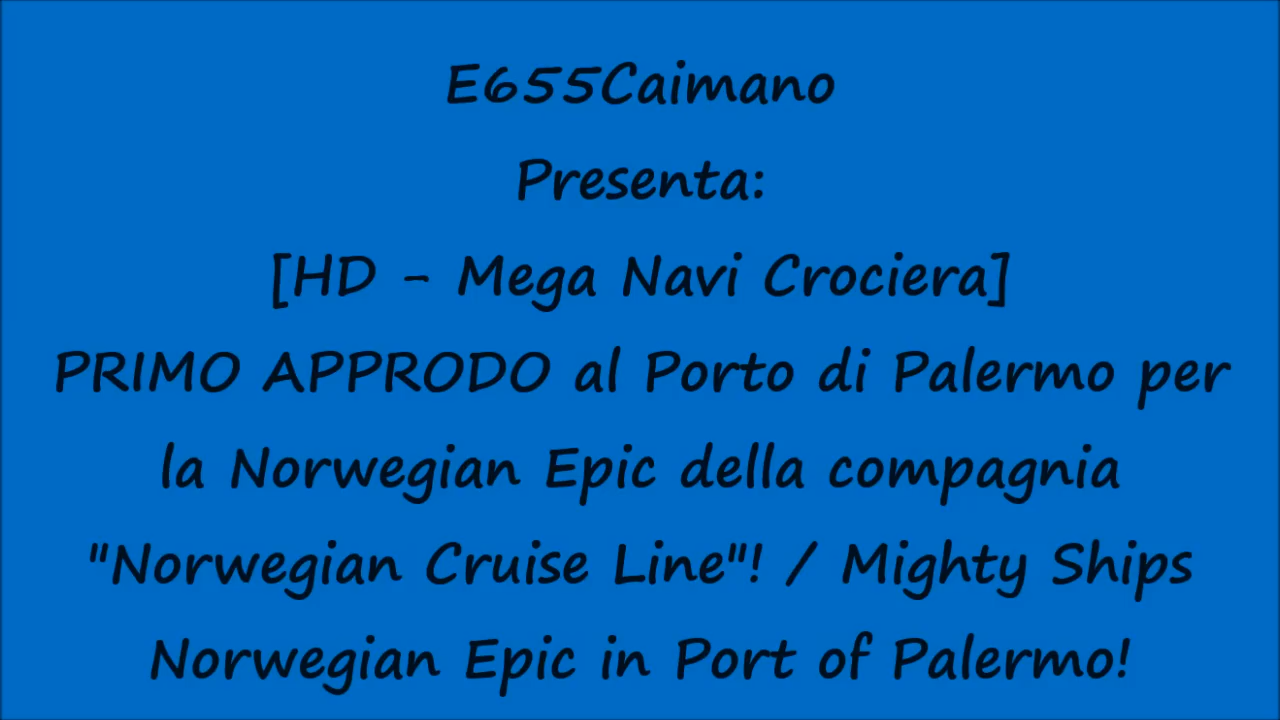 E655Caimano
Presenta:
[HD - Mega Navi Crociera]
PRIMO APPRODO al Porto di Palermo per
la Norwegian Epic della compagnia
"Norwegian Cruise Line"! / Mighty Ships
Norwegian Epic in Port of Palermo!